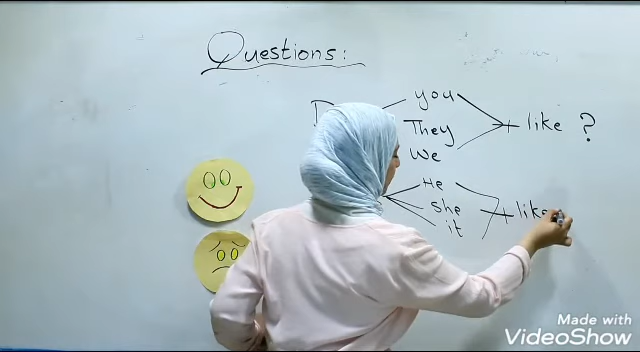 Questions:
you
They + like ?
We
He
She + like
it
Made with
VideoShow